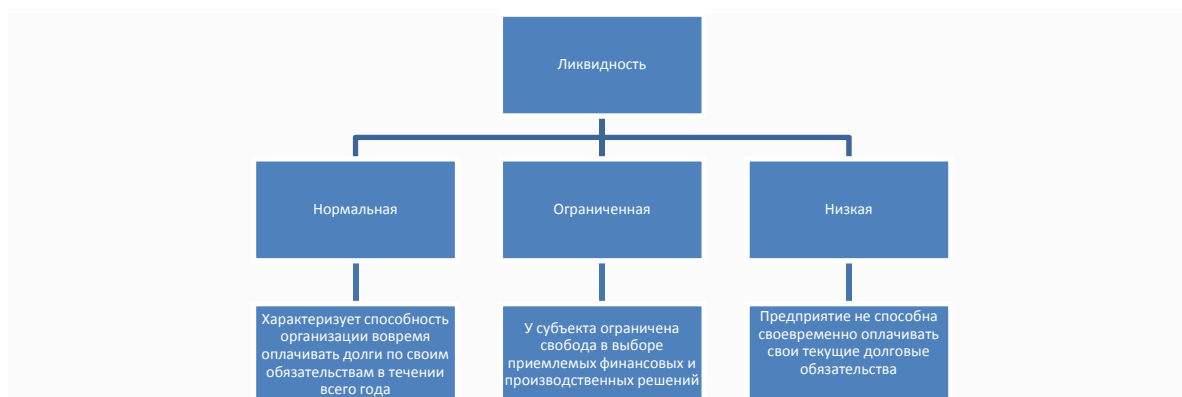 Ликвидность
Нормальная
Ограниченная
Низкая
Характеризует способность
организации вовремя
оплачивать долги по своим
обязательствам в течении
всего года
У субъекта ограничена
свобода в выборе
приемлемых финансовых и
производственных решений
Предприятие не способна
своевременно оплачивать
свои текущие долговые
обязательства